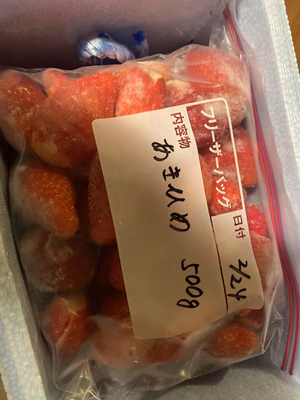 フリーザーバッグ
日付 2/24
内容物
あきひめ 500g